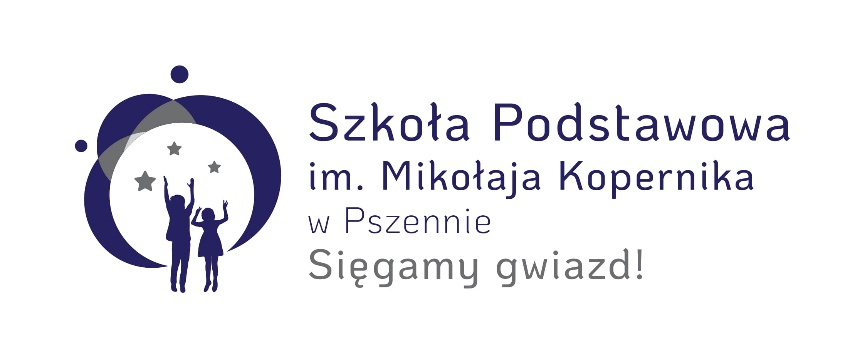 Szkoła Podstawowa
im. Mikołaja Kopernika
w Pszennie
Sięgamy gwiazd!